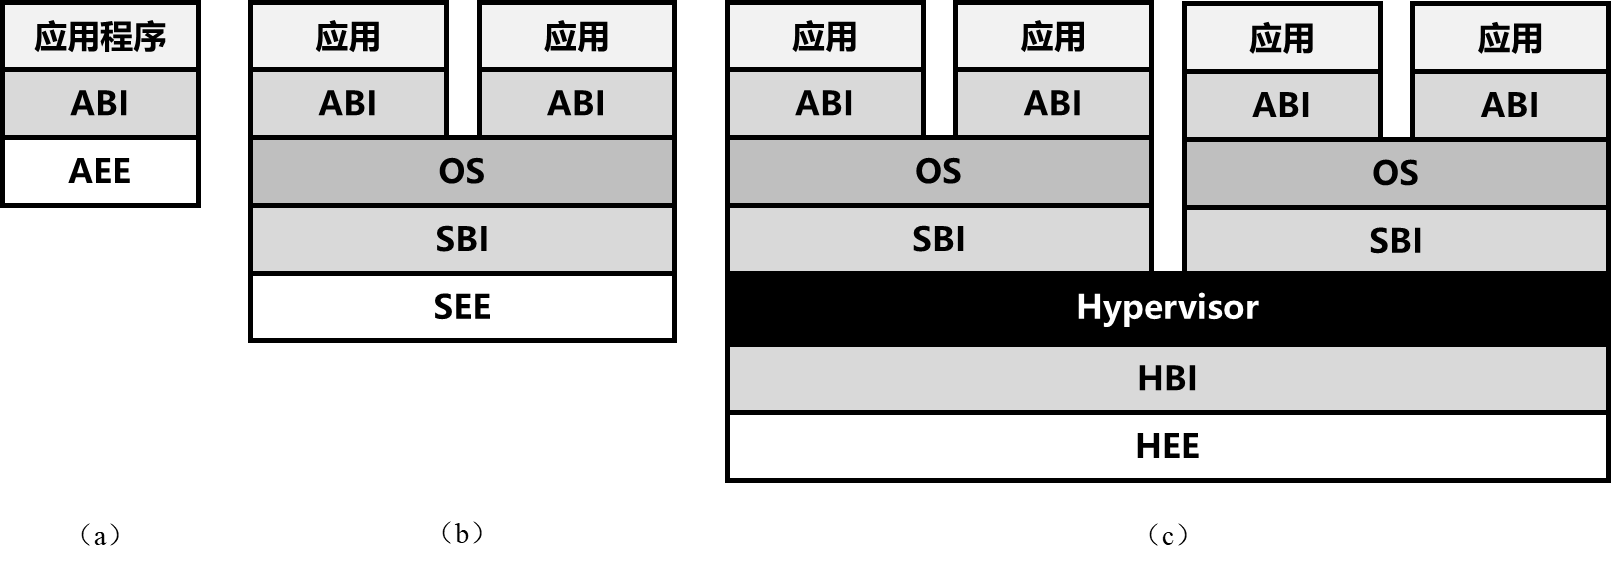 应用程序
ABI
AEE
（a）
应用 应用
ABI ABI
OS
SBI
SEE
（b）
应用 应用 应用 应用
ABI ABI ABI ABI
OS OS
SBI SBI
Hypervisor
HBI
HEE
（c）